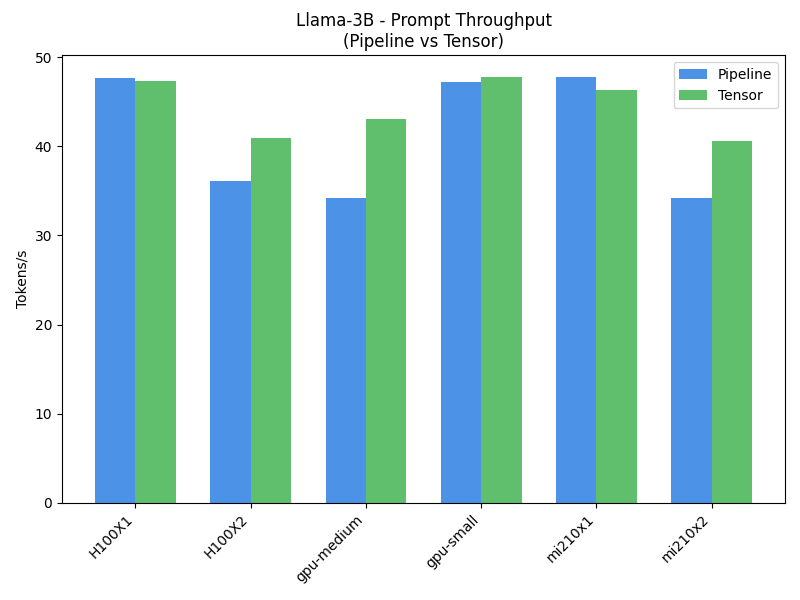 Llama-3B - Prompt Throughput
(Pipeline vs Tensor)
Pipeline
Tensor
Tokens/s
50
40
30
20
10
0
H100X1
H100X2
gpu-medium
gpu-small
mi210x1
mi210x2